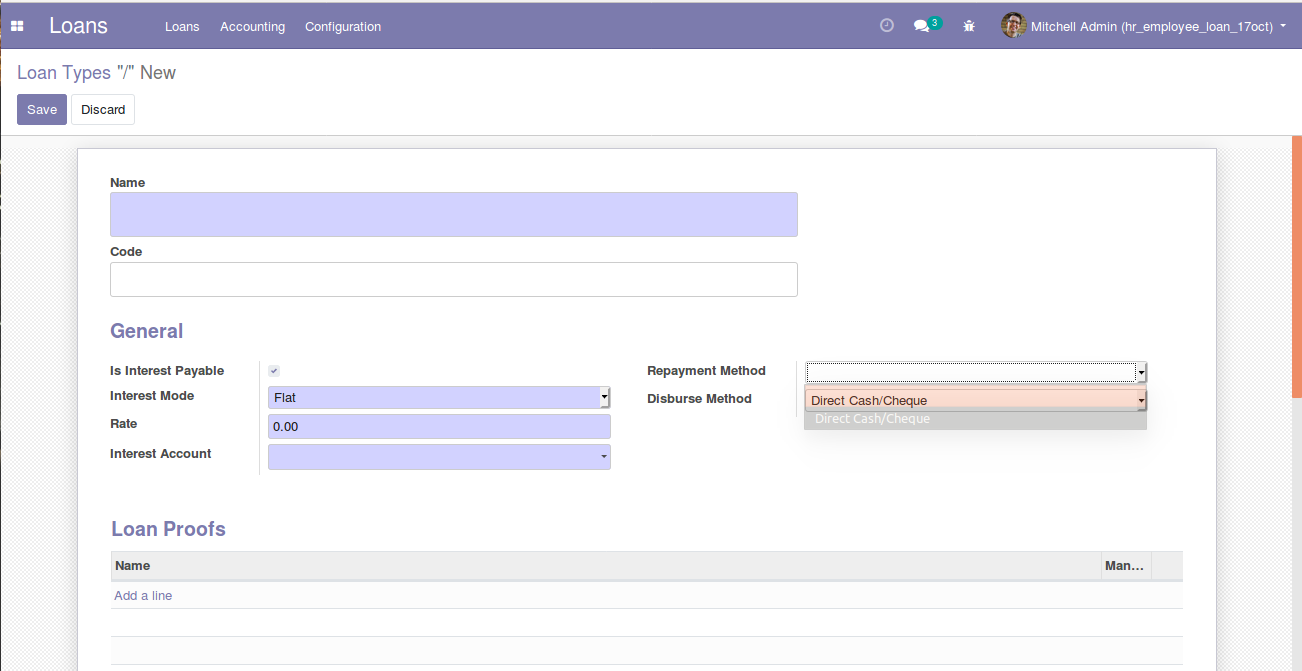 Loans Loans Accounting Configuration 3 Mitchell Admin (hr_employee_loan_17oct)
Loan Types "/" New
Save Discard
Name
Code
General
Is Interest Payable
Interest Mode Flat
Rate 0.00
Interest Account
Repayment Method
Disburse Method Direct Cash/Cheque
Direct Cash/Cheque
Loan Proofs
Name Man...
Add a line